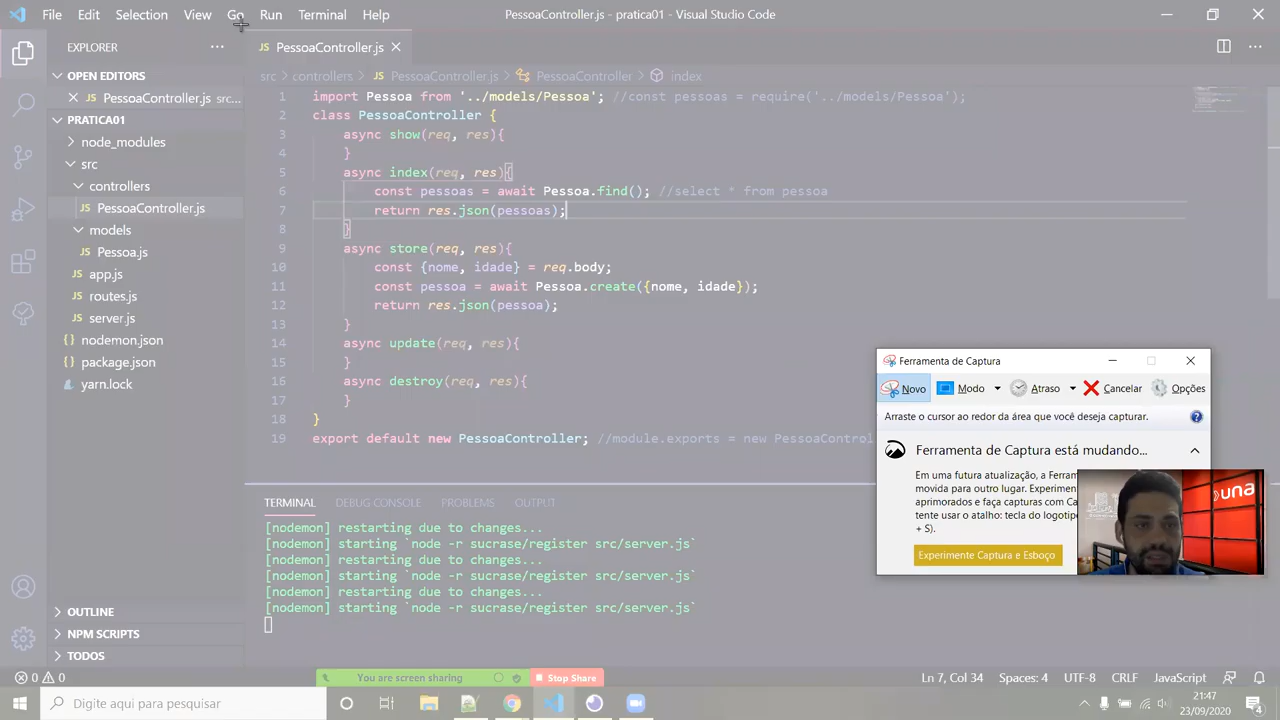 File Edit Selection View Go Run Terminal Help
PessoaController.js - pratica01 - Visual Studio Code
EXPLORER
JS PessoaController.js
OPEN EDITORS
JS PessoaController.js src...
PRATICA01
node_modules
src
controllers
JS PessoaController.js
models
JS Pessoa.js
JS app.js
JS routes.js
JS server.js
nodemon.json
package.json
yarn.lock
OUTLINE
NPM SCRIPTS
TODOS
src > controllers > JS PessoaController.js > PessoaController > index
1 import Pessoa from '../models/Pessoa'; //const pessoas = require('../models/Pessoa');
2 class PessoaController {
3 async show(req, res){
4 }
5 async index(req, res){
6 const pessoas = await Pessoa.find(); //select * from pessoa
7 return res.json(pessoas);
8 }
9 async store(req, res){
10 const {nome, idade} = req.body;
11 const pessoa = await Pessoa.create({nome, idade});
12 return res.json(pessoa);
13 }
14 async update(req, res){
15 }
16 async destroy(req, res){
17 }
18 }
19 export default new PessoaController; //module.exports = new PessoaControl
TERMINAL DEBUG CONSOLE PROBLEMS OUTPUT
[nodemon] restarting due to changes...
[nodemon] starting `node -r sucrase/register src/server.js`
[nodemon] restarting due to changes...
[nodemon] starting `node -r sucrase/register src/server.js`
[nodemon] restarting due to changes...
[nodemon] starting `node -r sucrase/register src/server.js`
Ferramenta de Captura
Novo Modo Atraso Cancelar Opções
Arraste o cursor ao redor da área que você deseja capturar.
Ferramenta de Captura está mudando...
Em uma futura atualização, a Ferram
movida para outro lugar. Experimen
aprimorados e faça capturas com Ca
tente usar o atalho: tecla do logotip
+ S).
Experimente Captura e Esboço
una
0 0
You are screen sharing Stop Share
Ln 7, Col 34 Spaces: 4 UTF-8 CRLF JavaScript
Digite aqui para pesquisar
21:47
23/09/2020
4